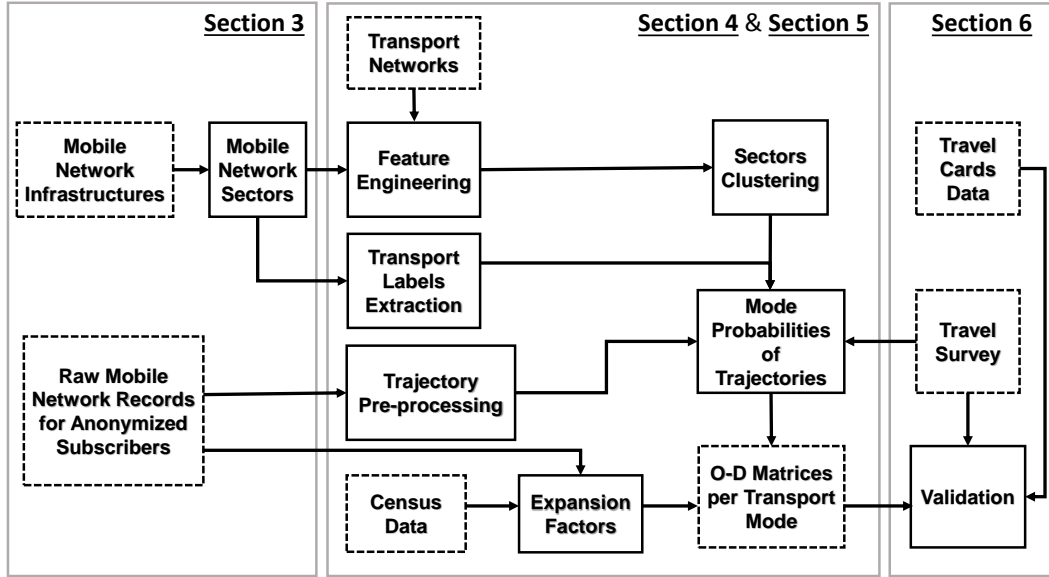 Section 3
Section 4 & Section 5
Section 6
Transport
Networks
Mobile
Network
Infrastructures
Mobile
Network
Sectors
Feature
Engineering
Sectors
Clustering
Travel
Cards
Data
Transport
Labels
Extraction
Mode
Probabilities
of
Trajectories
Travel
Survey
Raw Mobile
Network Records
for Anonymized
Subscribers
Trajectory
Pre-processing
Census
Data
Expansion
Factors
O-D Matrices
per Transport
Mode
Validation